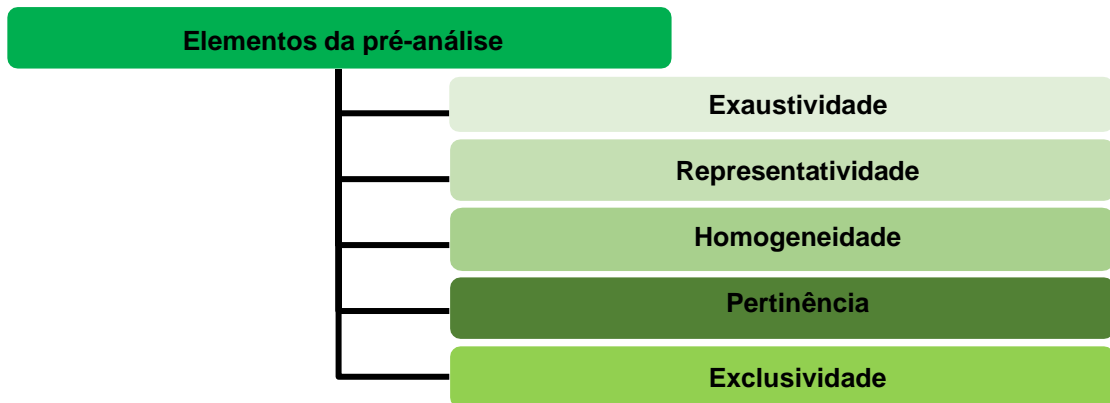 Elementos da pré-análise
Exaustividade
Representatividade
Homogeneidade
Pertinência
Exclusividade